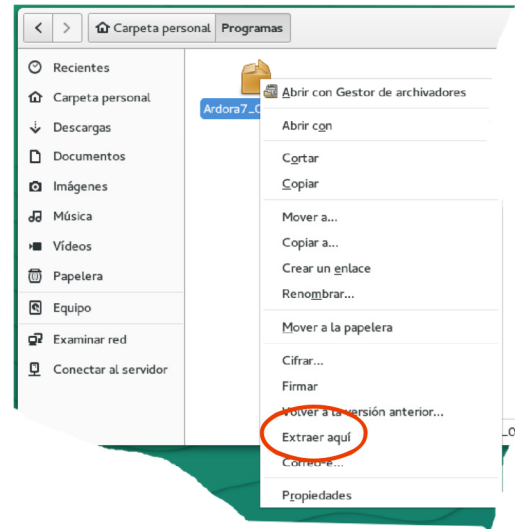 Carpeta personal Programas
Recientes
Carpeta personal
Descargas
Documentos
Imágenes
Música
Vídeos
Papelera
Equipo
Examinar red
Conectar al servidor
Ardora7_
Abrir con Gestor de archivadores
Abrir con
Cortar
Copiar
Mover a...
Copiar a...
Crear un enlace
Renombrar...
Mover a la papelera
Cifrar...
Firmar
Volver a la versión anterior...
Extraer aquí
Correo-e...
Propiedades